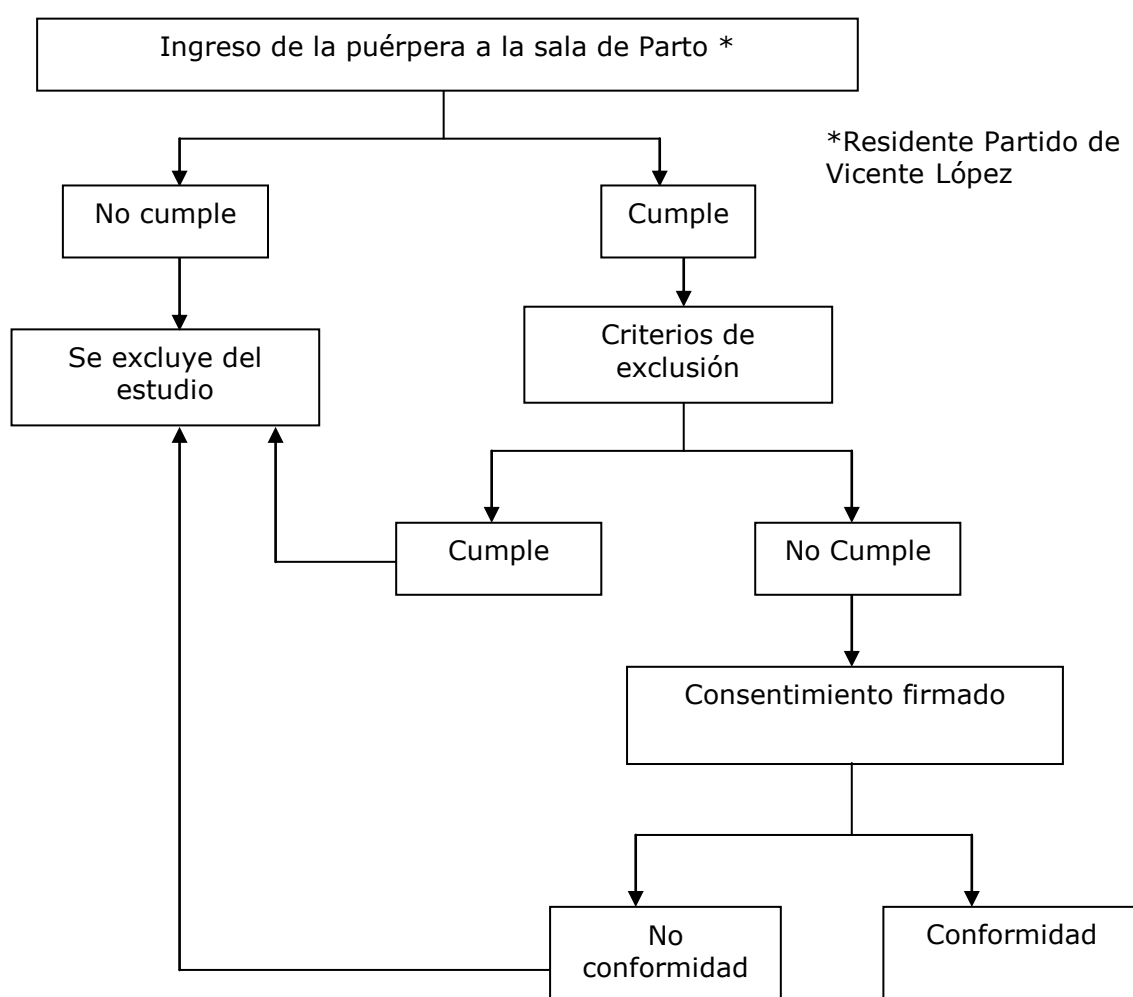 Ingreso de la puérpera a la sala de Parto *
*Residente Partido de
Vicente López
No cumple
Cumple
Se excluye del
estudio
Criterios de
exclusión
Cumple
No Cumple
Consentimiento firmado
No
conformidad
Conformidad